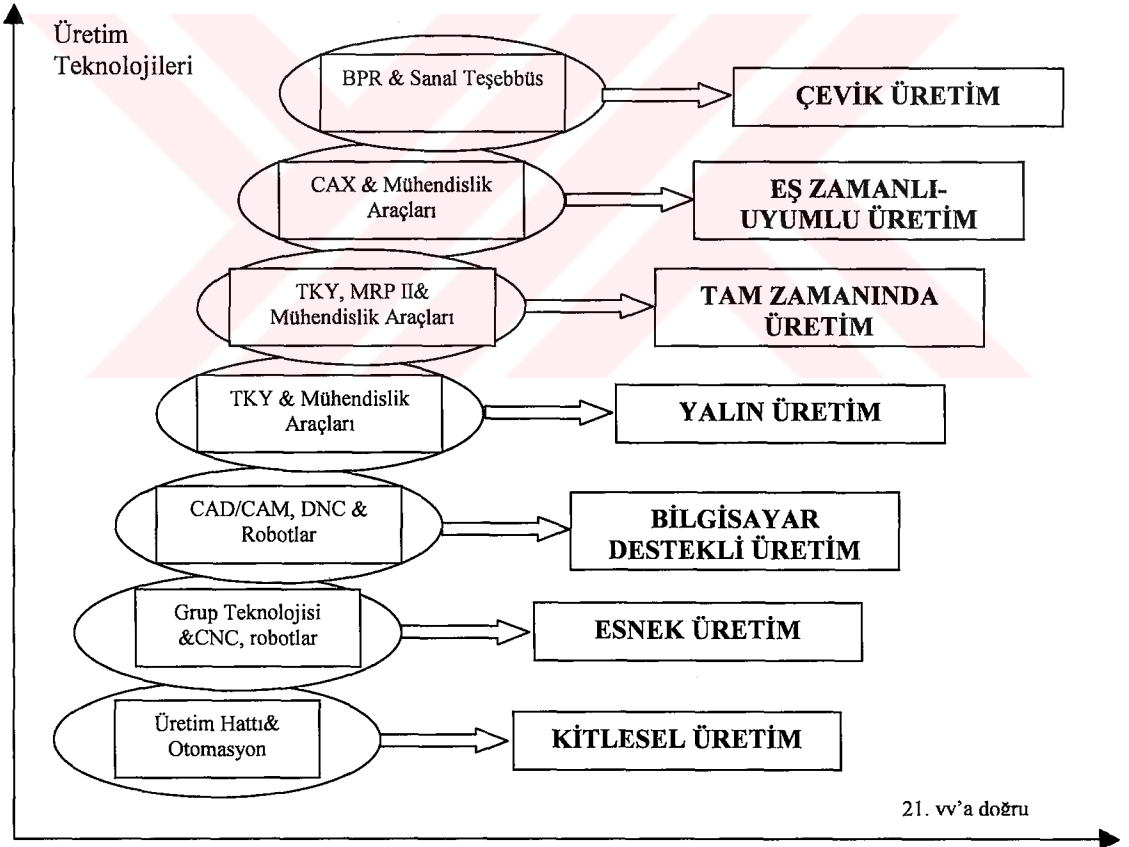 Üretim
Teknolojileri
BPR & Sanal Teşebbüs
ÇEVİK ÜRETİM
CAX & Mühendislik
Araçları
EŞ ZAMANLI-
UYUMLU ÜRETİM
TKY, MRP II&
Mühendislik Araçları
TAM ZAMANINDA
ÜRETİM
TKY & Mühendislik
Araçları
YALIN ÜRETİM
CAD/CAM, DNC &
Robotlar
BİLGİSAYAR
DESTEKLİ ÜRETİM
Grup Teknolojisi
&CNC, robotlar
ESNEK ÜRETİM
Üretim Hattı&
Otomasyon
KİTLESEL ÜRETİM
21. yy'a doğru